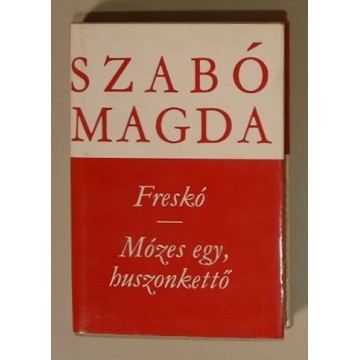 SZABÓ
MAGDA
Freskó
Mózes egy,
huszonkettő